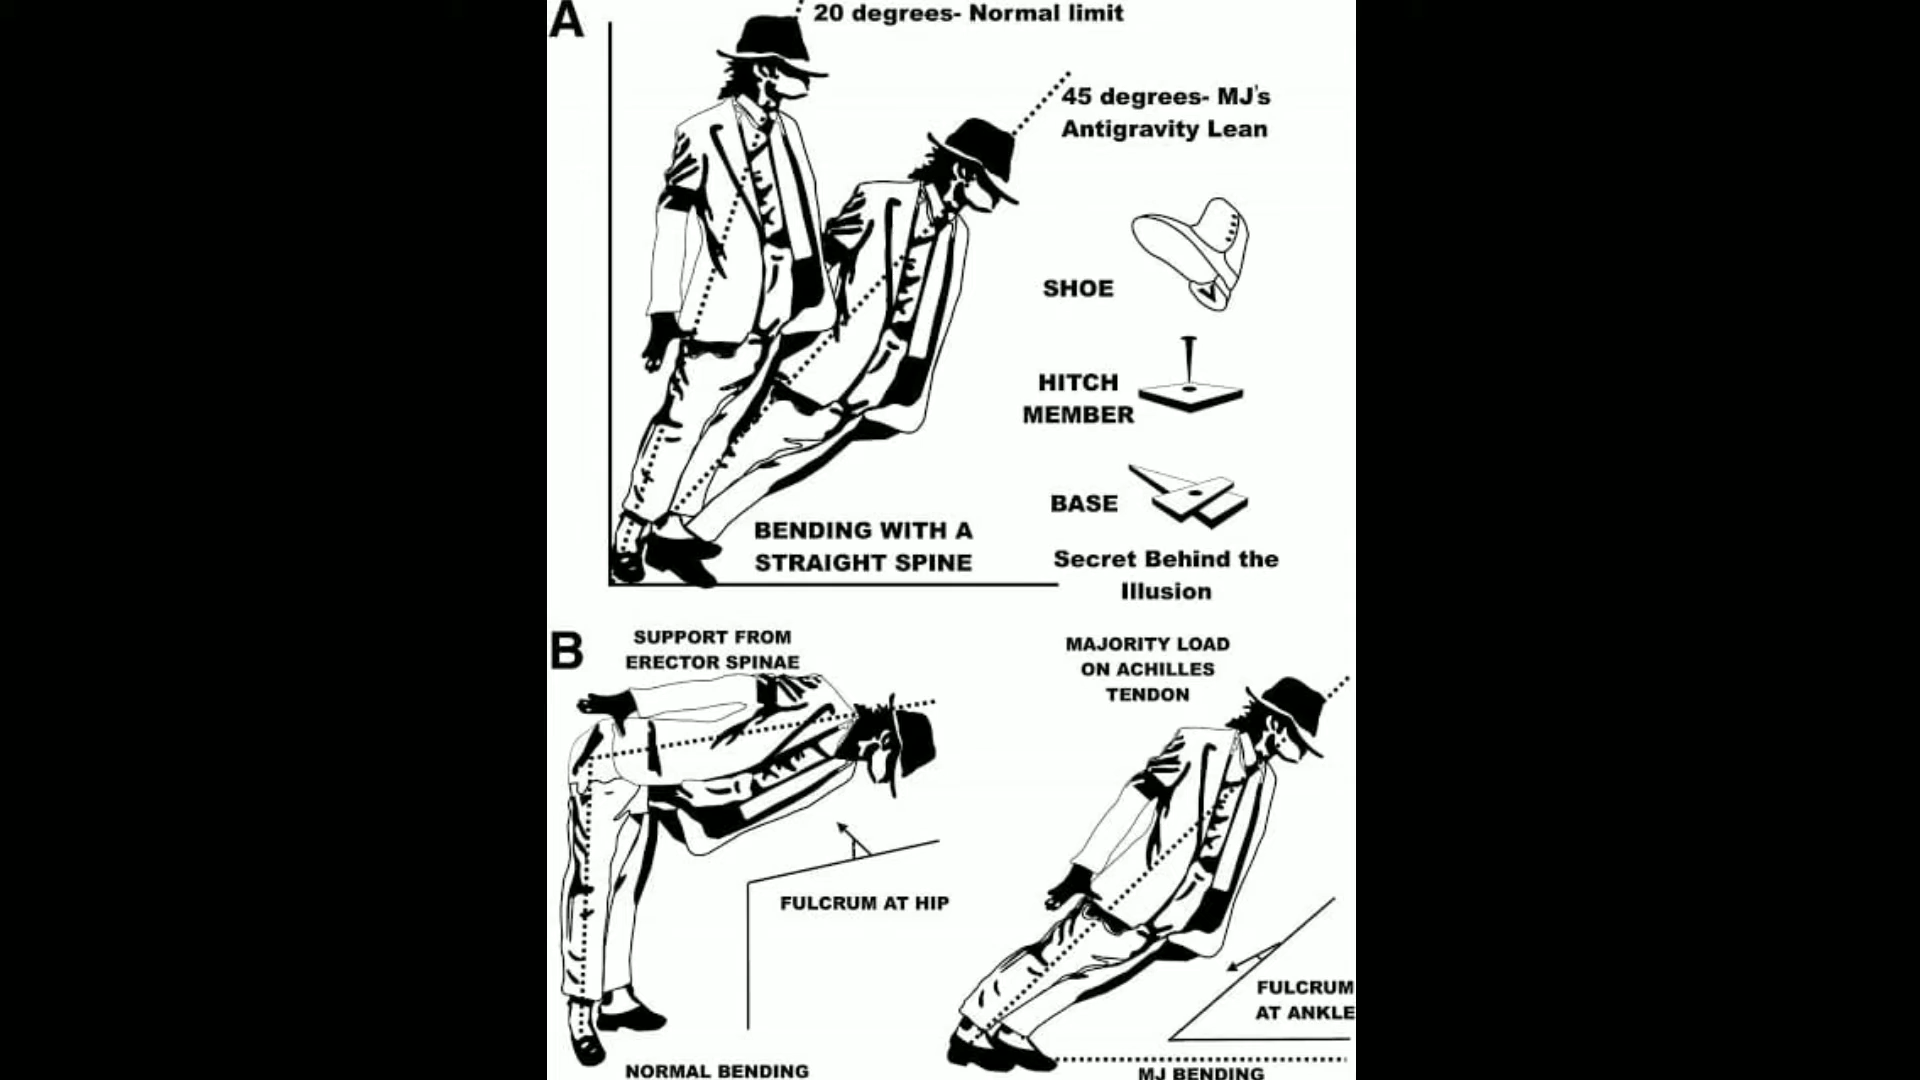 A
20 degrees- Normal limit
45 degrees- MJ's
Antigravity Lean
SHOE
HITCH
MEMBER
BASE
BENDING WITH A
STRAIGHT SPINE
Secret Behind the
Illusion
B
SUPPORT FROM
ERECTOR SPINAE
MAJORITY LOAD
ON ACHILLES
TENDON
FULCRUM AT HIP
FULCRUM
AT ANKLE
NORMAL BENDING
MJ BENDING